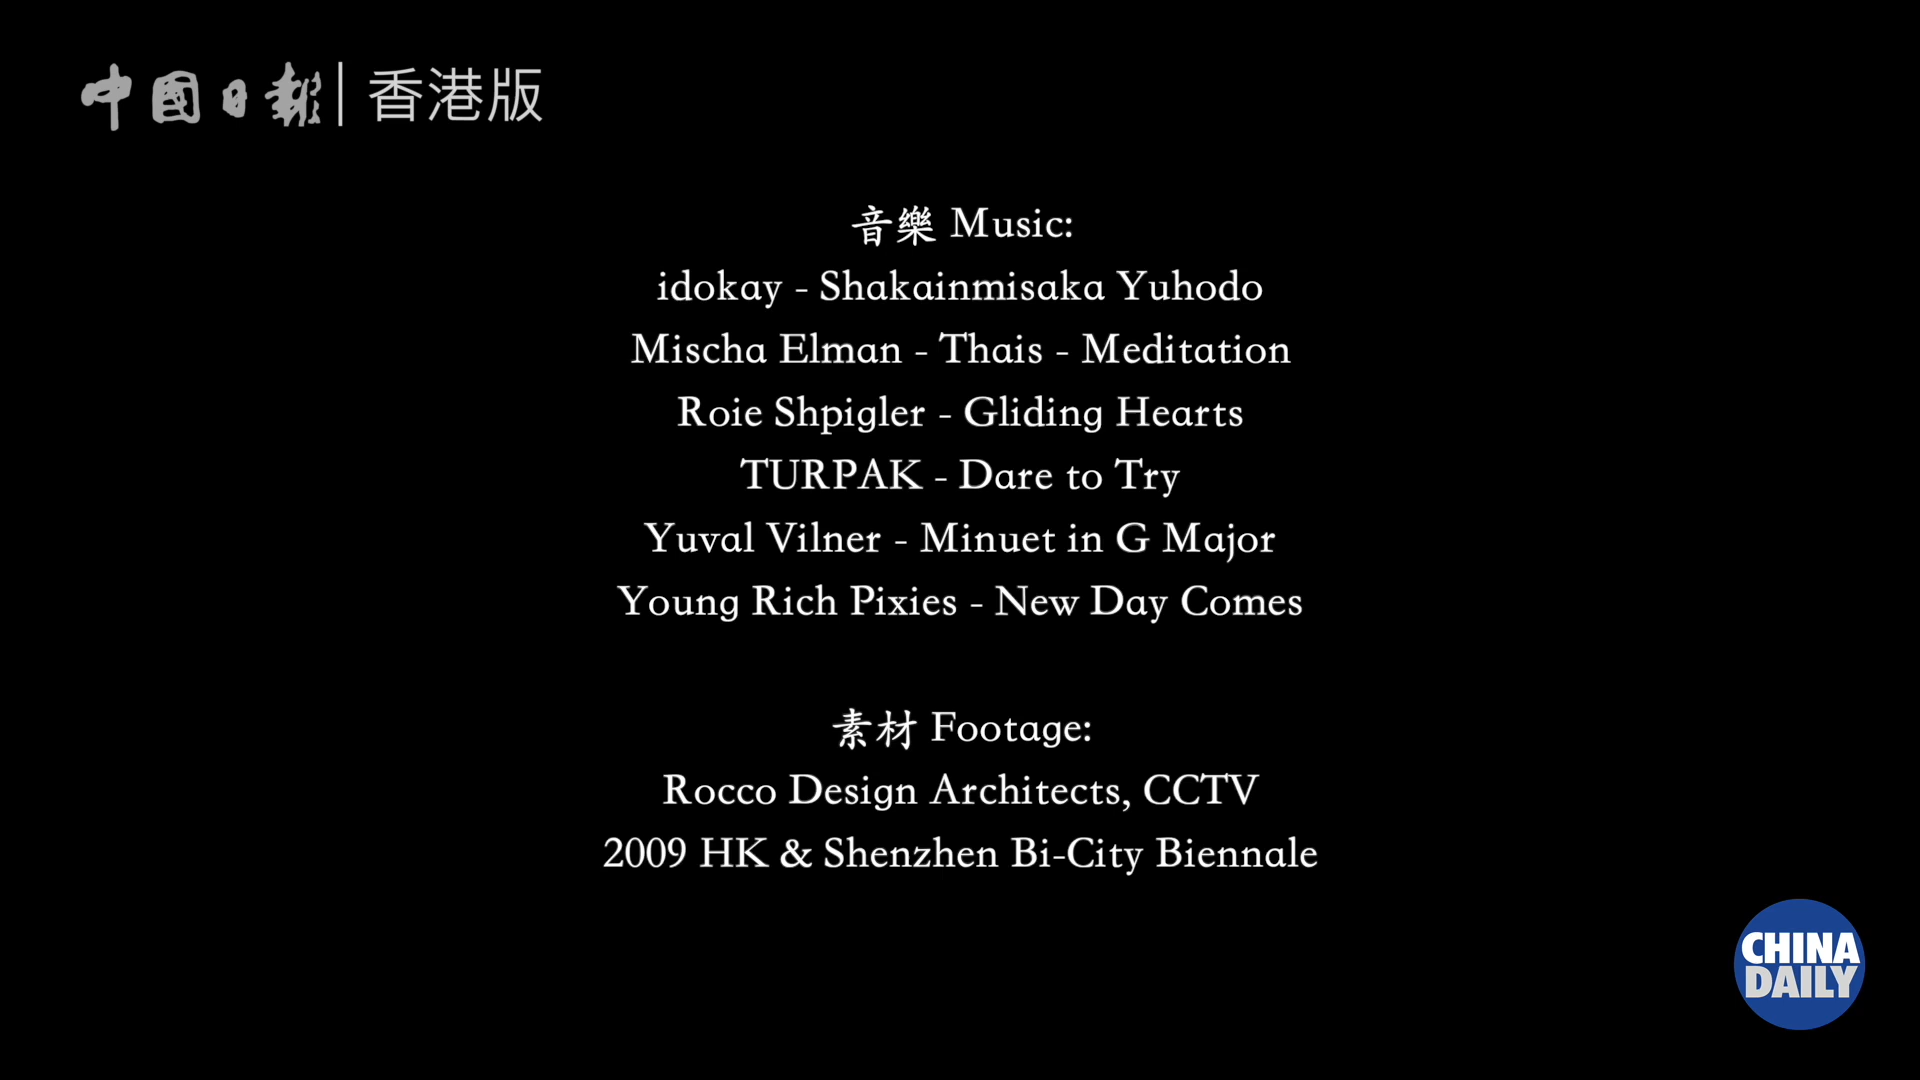 中國日報|香港版
音樂 Music:
idokay - Shakainmisaka Yuhodo
Mischa Elman - Thais - Meditation
Roie Shpigler - Gliding Hearts
TURPAK - Dare to Try
Yuval Vilner - Minuet in G Major
Young Rich Pixies - New Day Comes
素材 Footage:
Rocco Design Architects, CCTV
2009 HK & Shenzhen Bi-City Biennale
CHINA
DAILY